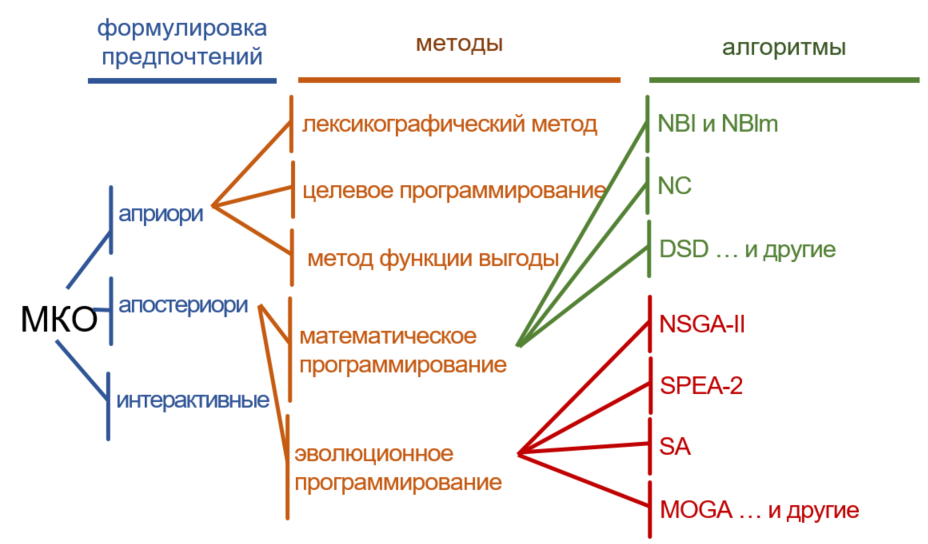 формулировка
предпочтений
методы
алгоритмы
лексикографический метод
целевое программирование
метод функции выгоды
математическое
программирование
эволюционное
программирование
МКО
априори
апостериори
интерактивные
NBI и NBIm
NC
DSD ... и другие
NSGA-II
SPEA-2
SA
MOGA ... и другие